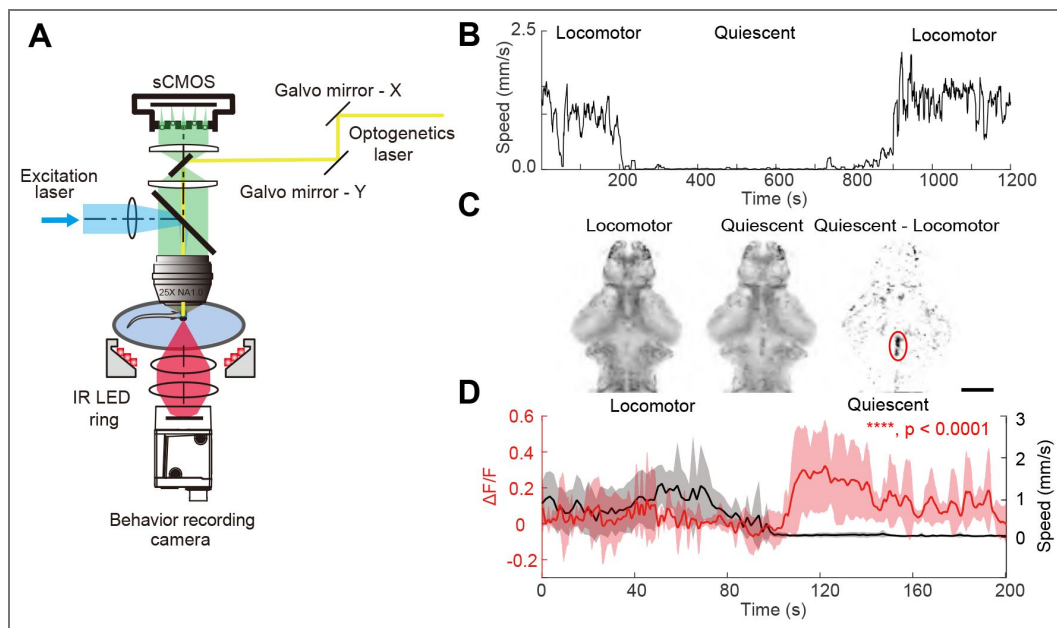 A
sCMOS
Galvo mirror - X
Optogenetics
laser
Galvo mirror - Y
Excitation
laser
25X NA1.0
IR LED
ring
Behavior recording
camera
B
Locomotor
Quiescent
Locomotor
2.5
Speed (mm/s)
0.0
200
400
600
800
1000
1200
Time (s)
C
Locomotor
Quiescent
Quiescent - Locomotor
D
Locomotor
Quiescent
****, p < 0.0001
0.6
0.4
0.2
0
-0.2
ΔF/F
3
2
1
0
Speed (mm/s)
0
40
80
120
160
200
Time (s)